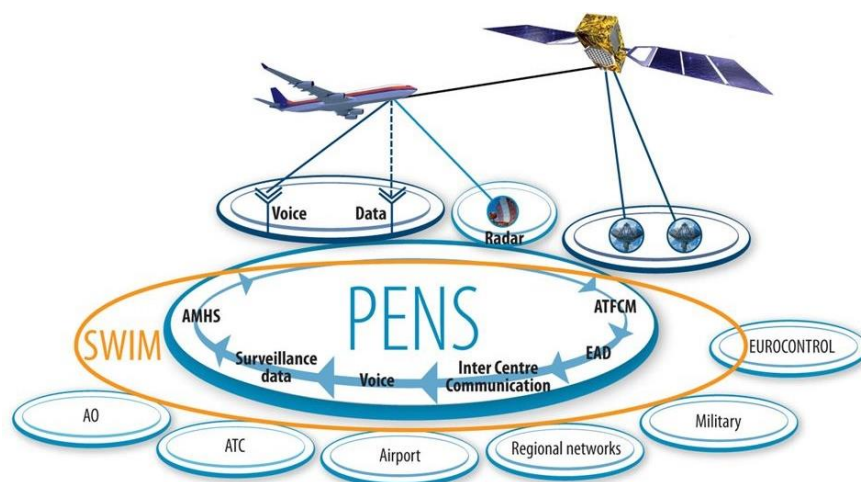 Voice
Data
Radar
PENS
SWIM
AMHS
ATFCM
Surveillance
data
Voice
Inter Centre
Communication
EAD
EUROCONTROL
AO
ATC
Airport
Regional networks
Military